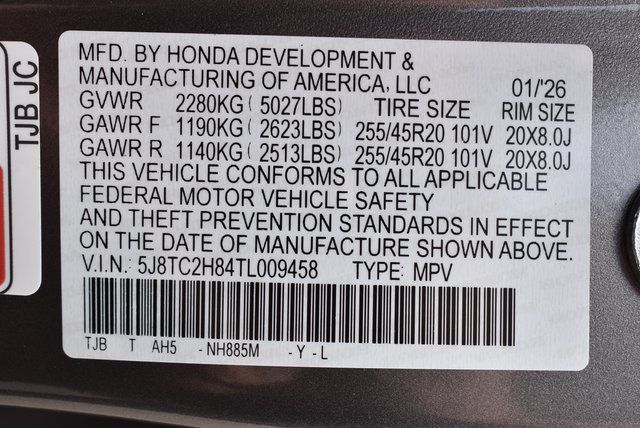 TJB JC
MFD. BY HONDA DEVELOPMENT &
MANUFACTURING OF AMERICA, LLC 01/'26
GVWR 2280KG ( 5027LBS) TIRE SIZE RIM SIZE
GAWR F 1190KG ( 2623LBS) 255/45R20 101V 20X8.0J
GAWR R 1140KG ( 2513LBS) 255/45R20 101V 20X8.0J
THIS VEHICLE CONFORMS TO ALL APPLICABLE
FEDERAL MOTOR VEHICLE SAFETY
AND THEFT PREVENTION STANDARDS IN EFFECT
ON THE DATE OF MANUFACTURE SHOWN ABOVE.
V.I.N.: 5J8TC2H84TL009458 TYPE: MPV
TJB T AH5 - NH885M - Y - L